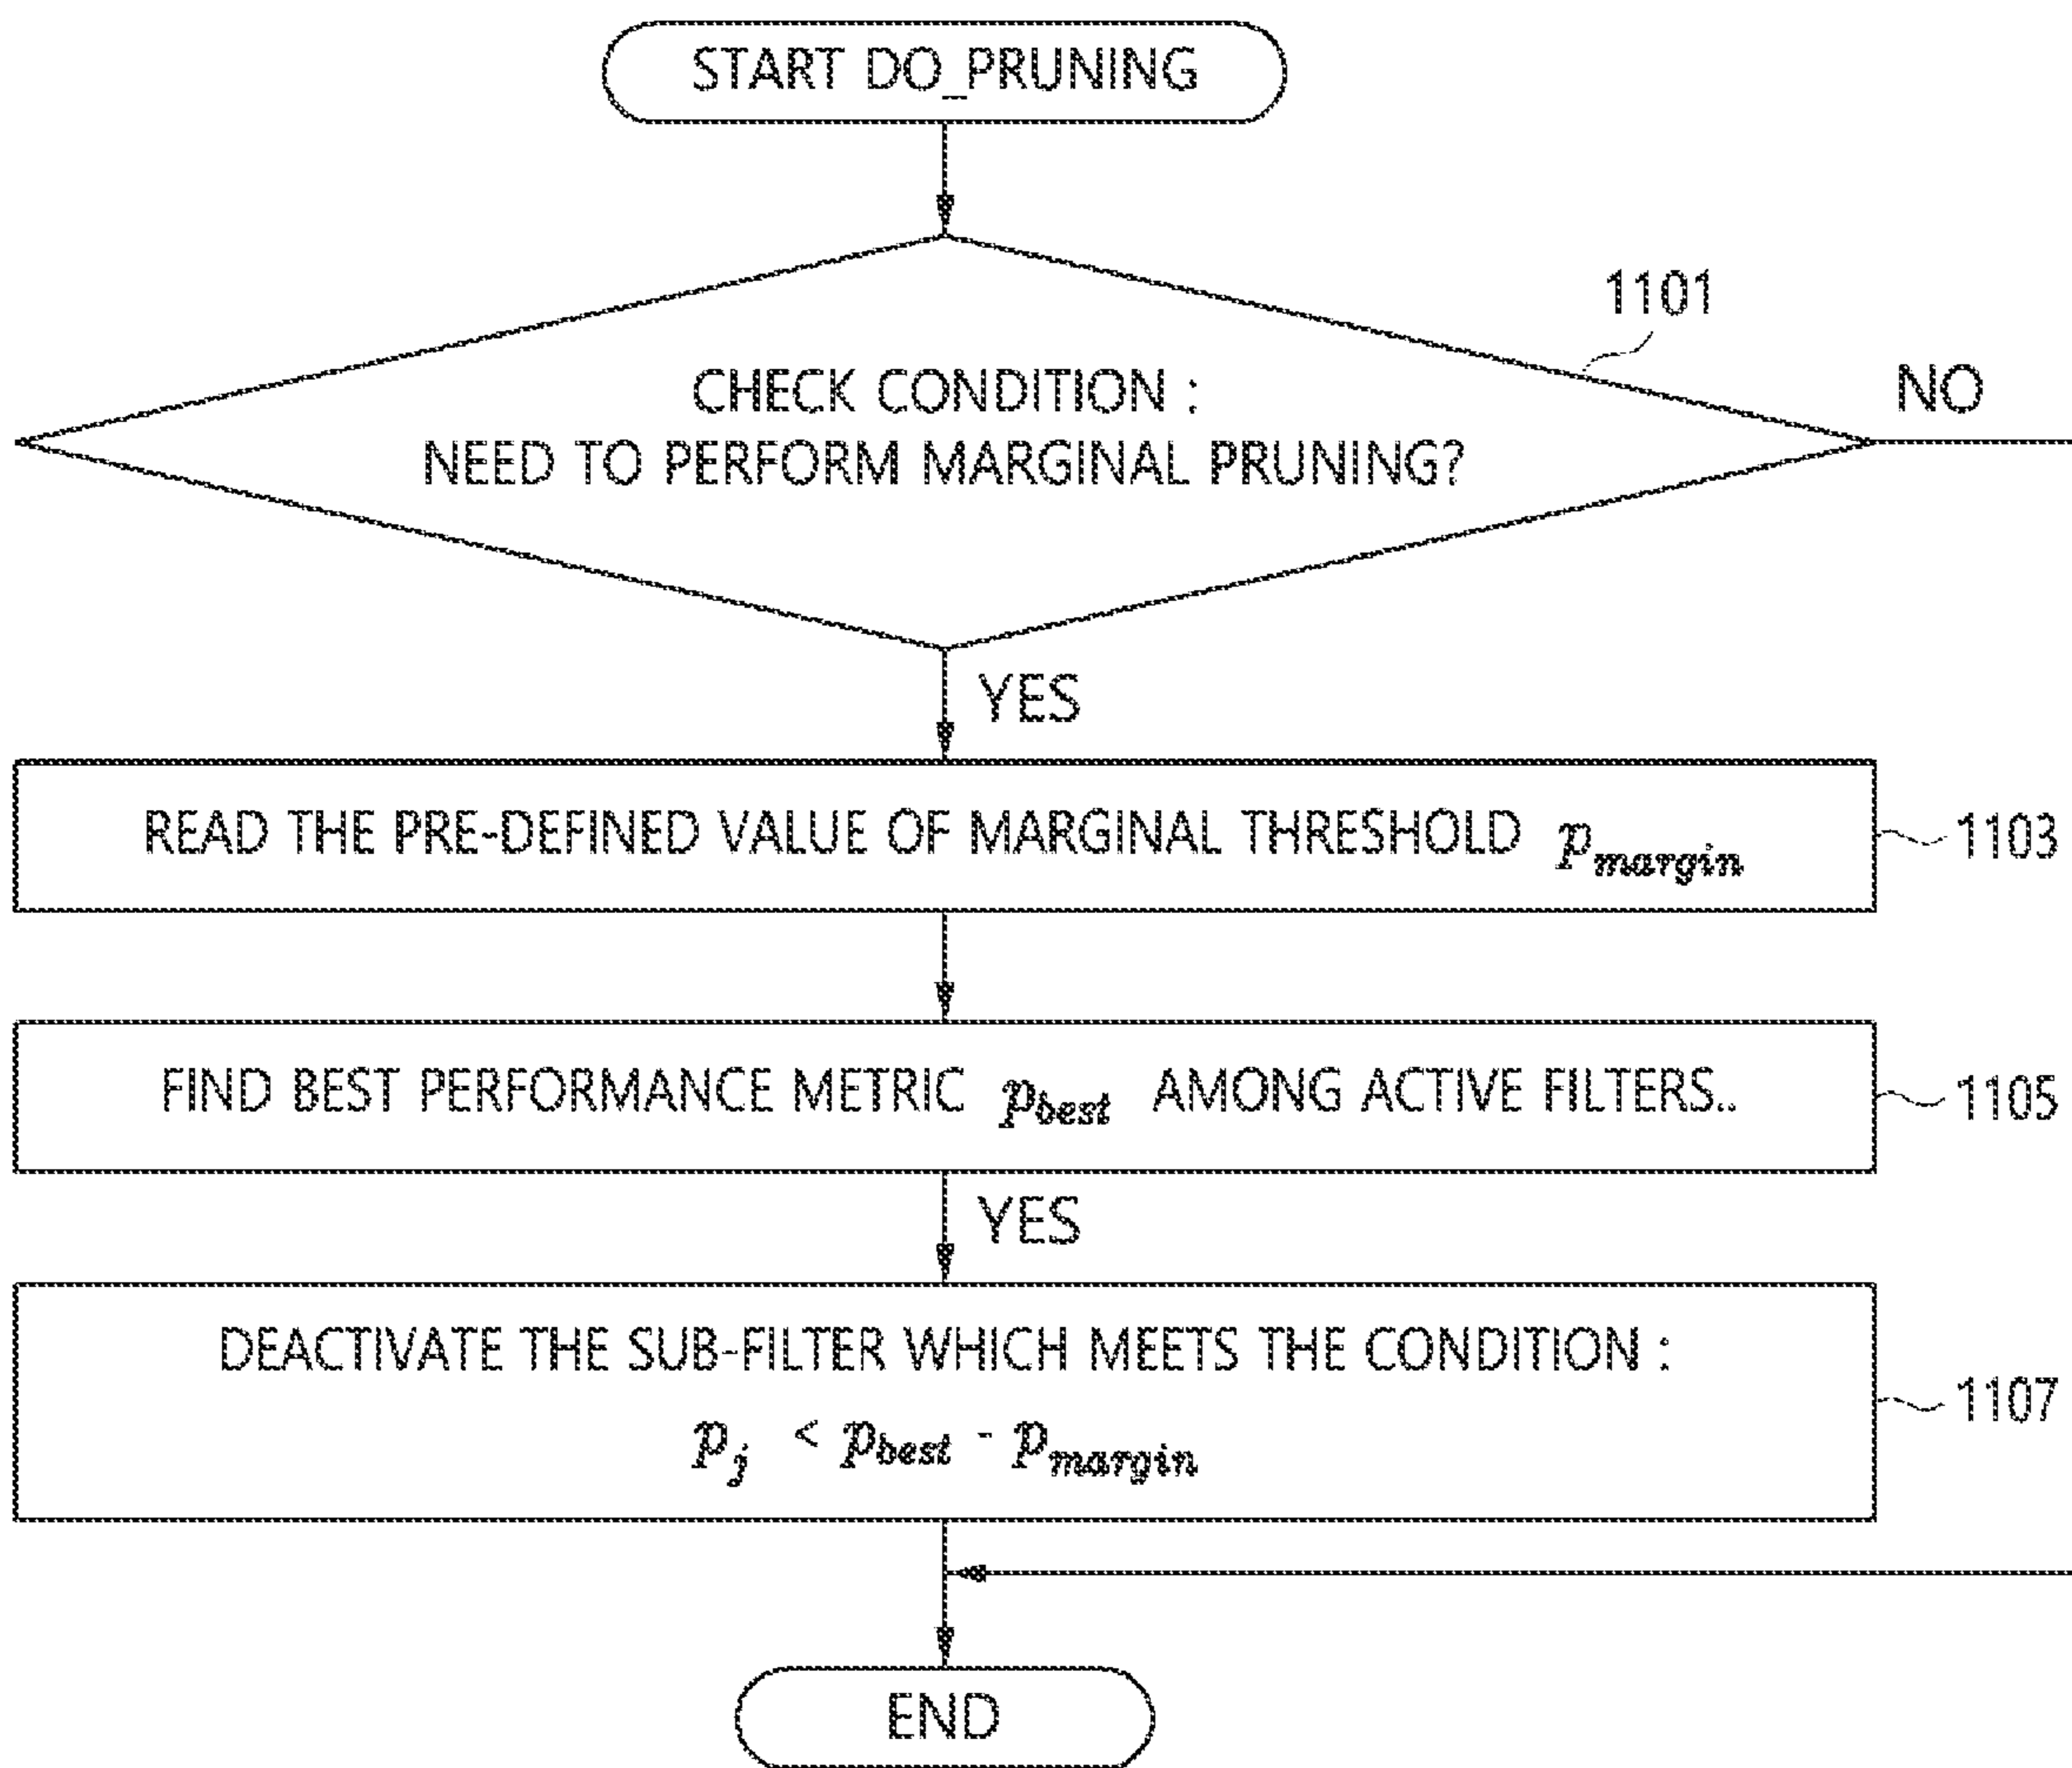 START DO_PRUNING
1101
CHECK CONDITION :
NO
NEED TO PERFORM MARGINAL PRUNING?
YES
READ THE PRE-DEFINED VALUE OF MARGINAL THRESHOLD p_margin
1103
FIND BEST PERFORMANCE METRIC p_best AMONG ACTIVE FILTERS..
1105
YES
DEACTIVATE THE SUB-FILTER WHICH MEETS THE CONDITION :
p_j < p_best - p_margin
1107
END